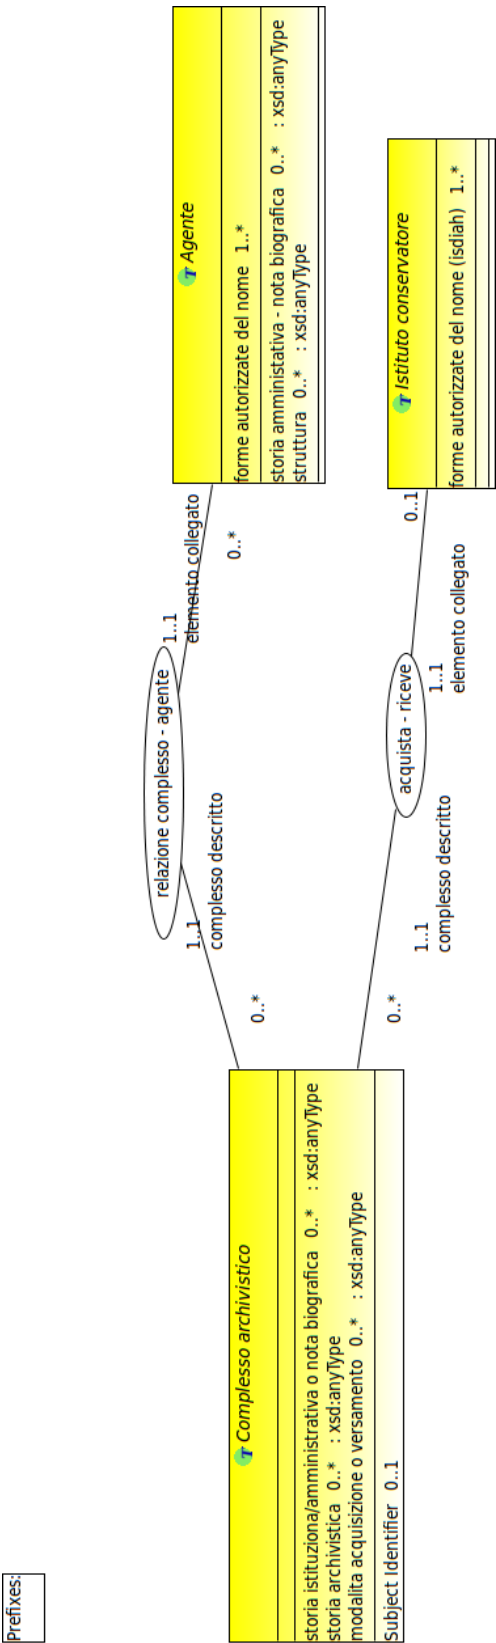 Prefixes:
T Complesso archivistico
storia istituziona/amministrativa o nota biografica 0..* : xsd:anyType
storia archivistica 0..* : xsd:anyType
modalita acquisizione o versamento 0..* : xsd:anyType
Subject Identifier 0..1
0..*
1..1
complesso descritto
relazione complesso - agente
1..1
elemento collegato
0..*
T Agente
forme autorizzate del nome 1..*
storia amministativa - nota biografica 0..* : xsd:anyType
struttura 0..* : xsd:anyType
0..*
1..1
complesso descritto
acquista - riceve
1..1
elemento collegato
0..1
T Istituto conservatore
forme autorizzate del nome (isdiah) 1..*